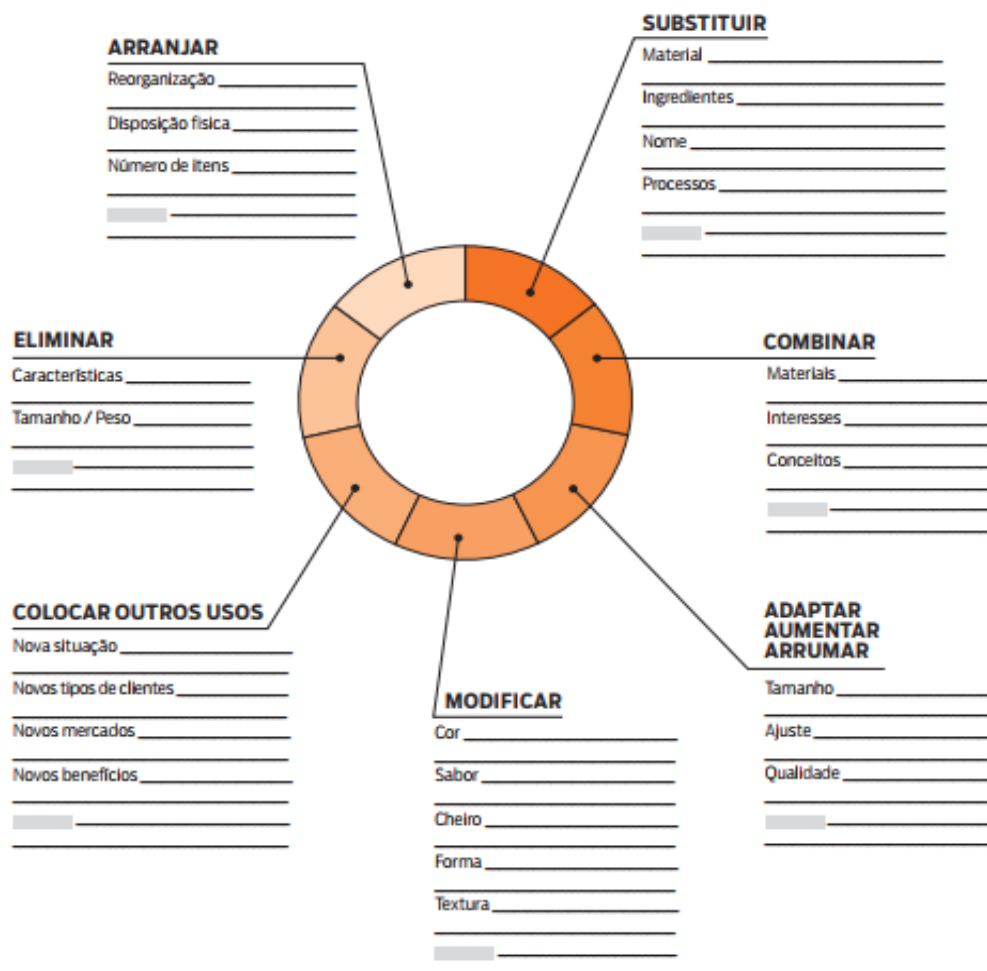 ARRANJAR
Reorganização
Disposição física
Número de itens
SUBSTITUIR
Material
Ingredientes
Nome
Processos
ELIMINAR
Características
Tamanho / Peso
COMBINAR
Materiais
Interesses
Conceitos
COLOCAR OUTROS USOS
Nova situação
Novos tipos de clientes
Novos mercados
Novos benefícios
MODIFICAR
Cor
Sabor
Cheiro
Forma
Textura
ADAPTAR
AUMENTAR
ARRUMAR
Tamanho
Ajuste
Qualidade